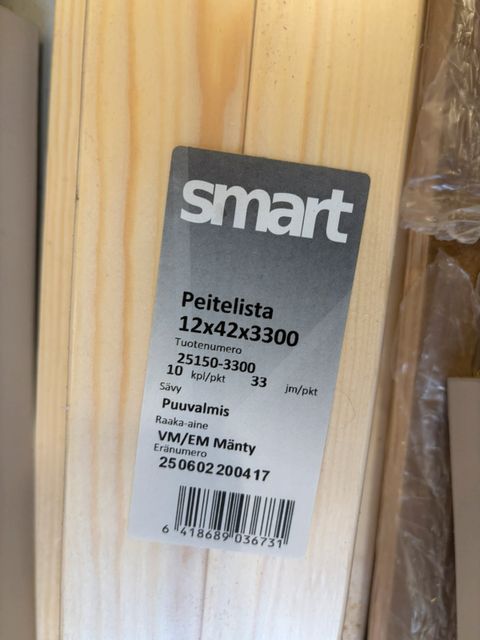 smart
Peitelista
12x42x3300
Tuotenumero
25150-3300
10 kpl/pkt 33 jm/pkt
Sävy
Puuvalmis
Raaka-aine
VM/EM Mänty
Eränumero
250602200417
6 418689 036731